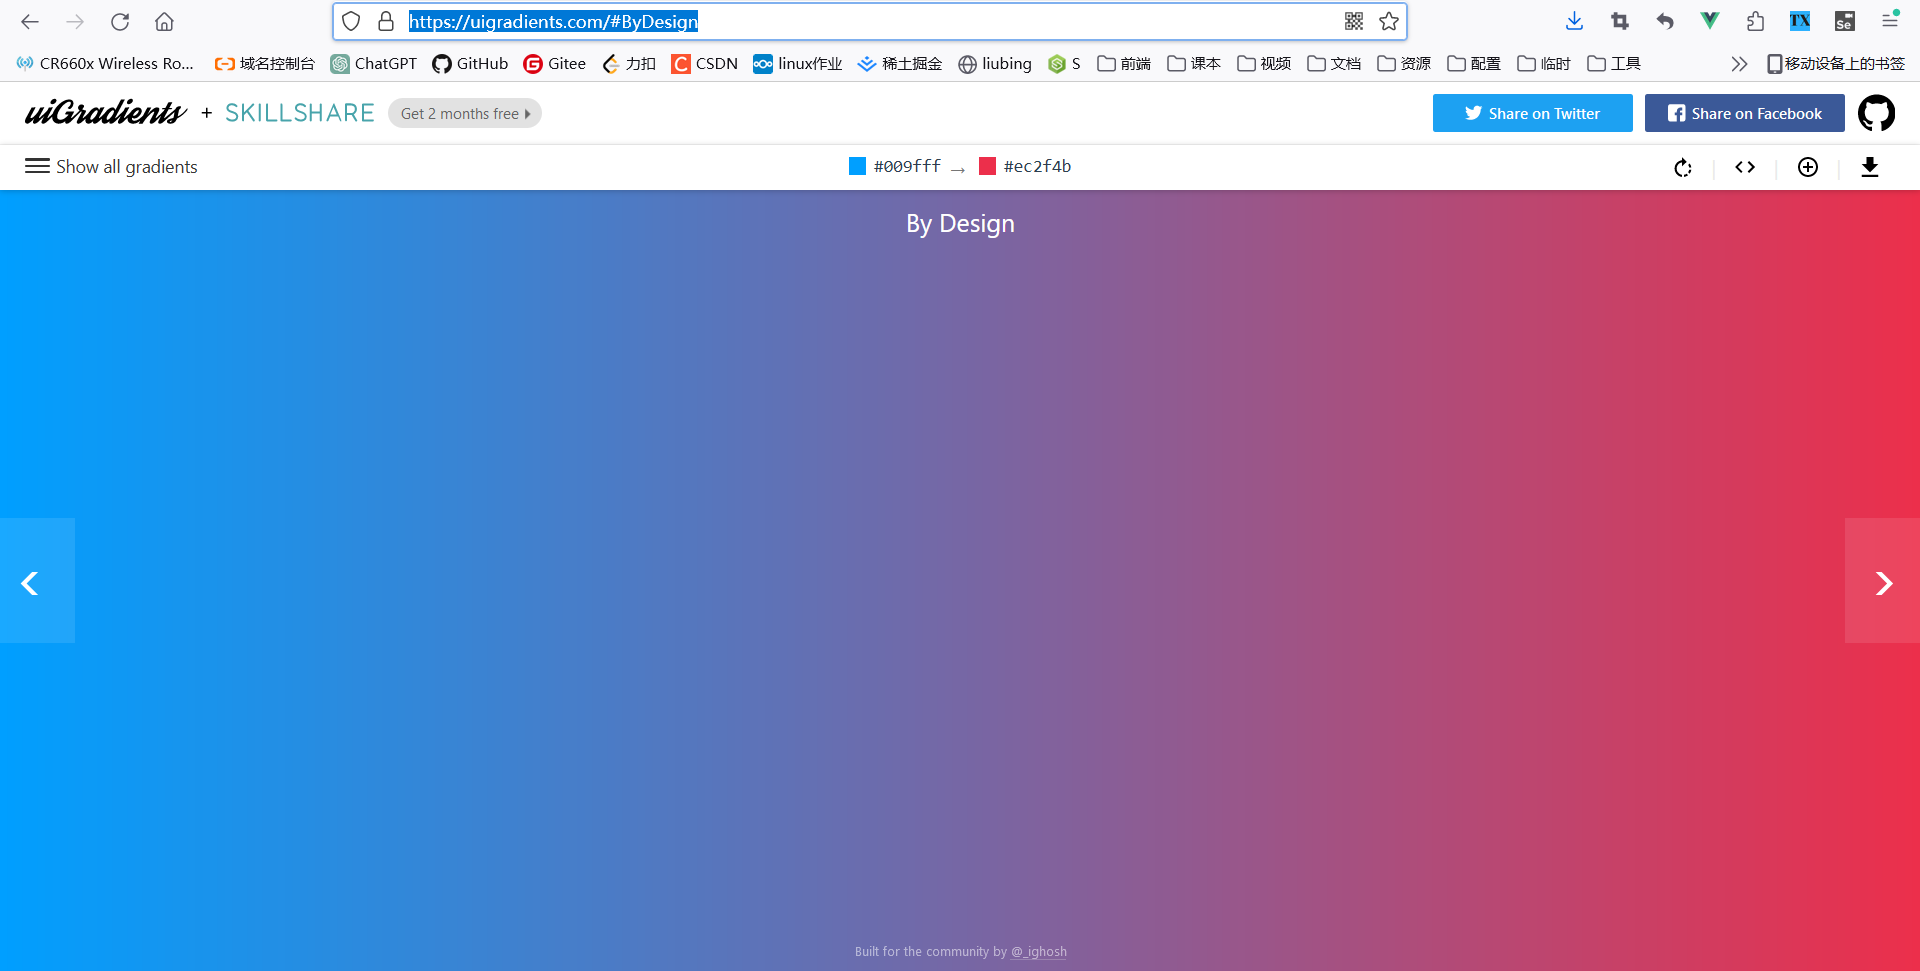 https://uigradients.com/#ByDesign
CR660x Wireless Ro... 域名控制台 ChatGPT GitHub Gitee 力扣 CSDN linux作业 稀土掘金 liubing S 前端 课本 视频 文档 资源 配置 临时 工具 移动设备上的书签
uiGradients + SKILLSHARE Get 2 months free Share on Twitter Share on Facebook
Show all gradients #009fff → #ec2f4b
By Design
Built for the community by @_ighosh